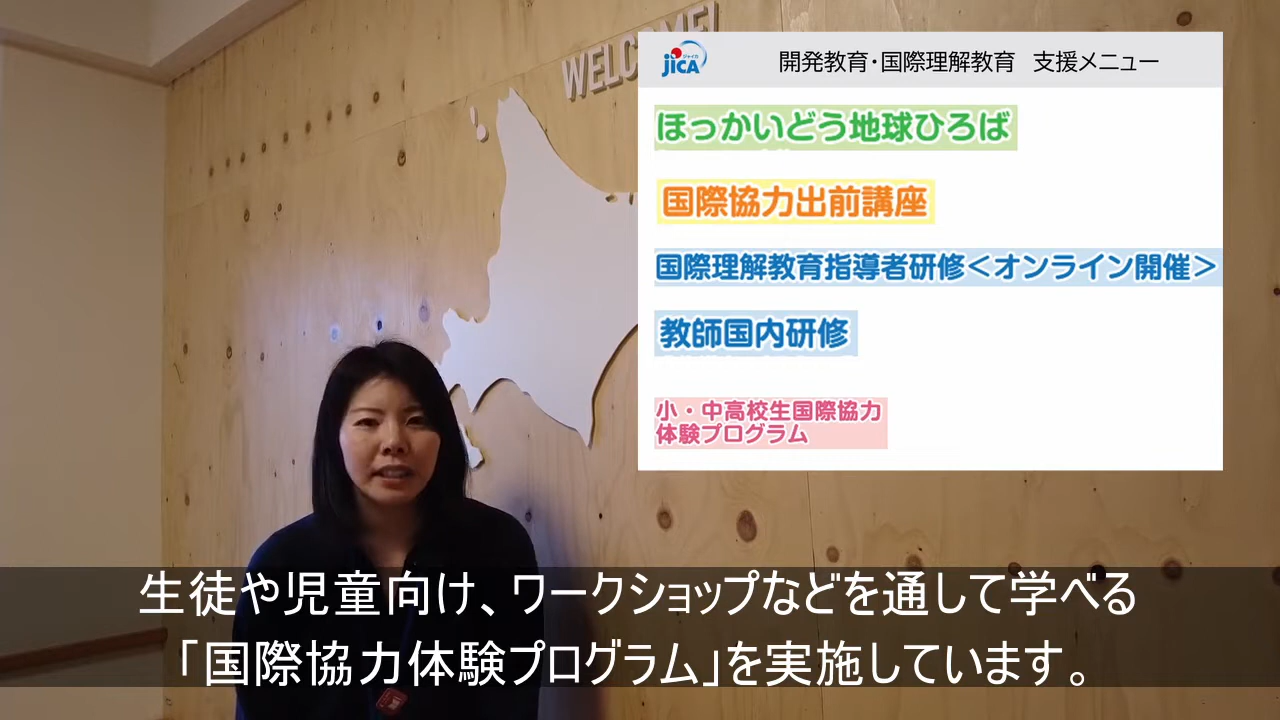 WELCOME!
ジャイカ
JICA
開発教育・国際理解教育 支援メニュー
ほっかいどう地球ひろば
国際協力出前講座
国際理解教育指導者研修＜オンライン開催＞
教師国内研修
小・中高校生国際協力
体験プログラム
生徒や児童向け、ワークショップなどを通して学べる
「国際協力体験プログラム」を実施しています。